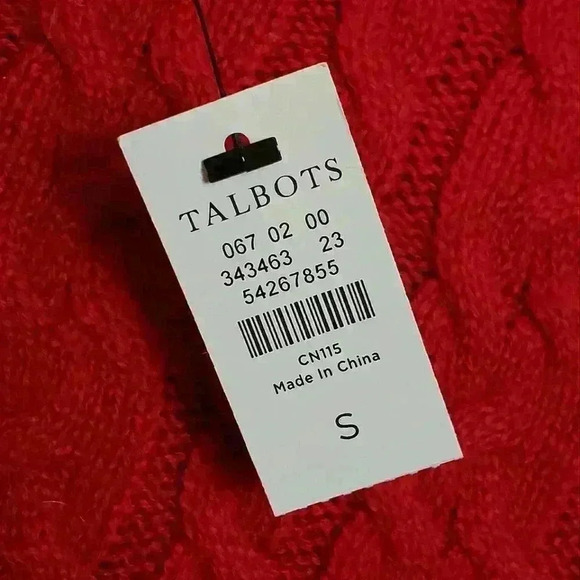 TALBOTS
067 02 00
343463 23
54267855
CN115
Made In China
S